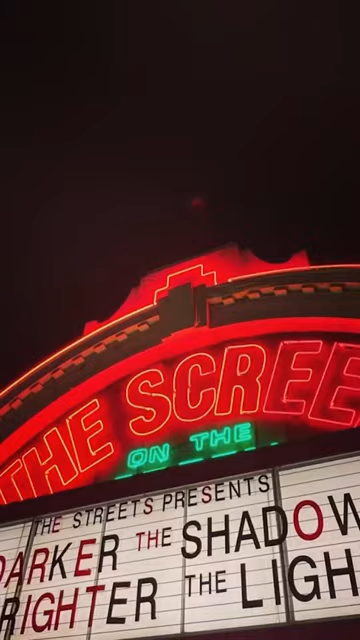 THE SCREE
ON THE
THE STREETS PRESENTS
DARKER THE SHADOW
RIGHTER THE LIGH